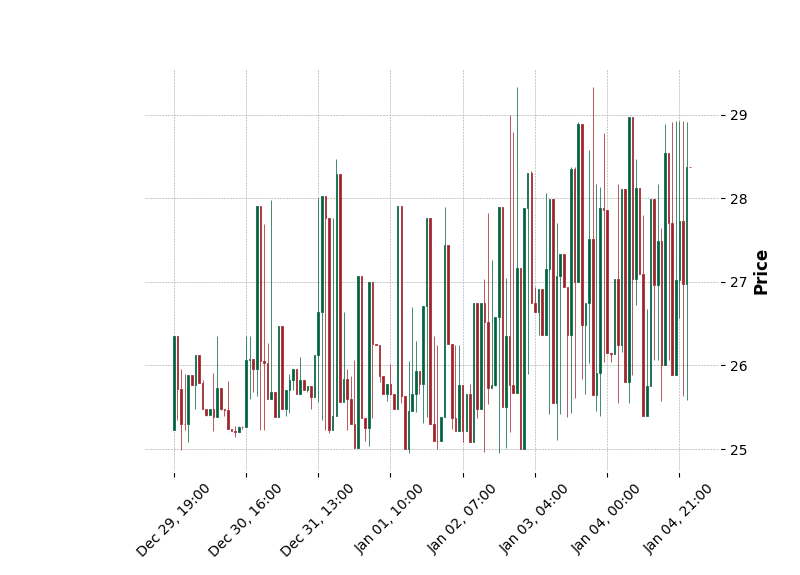 29
28
27
26
25
Price
Dec 29, 19:00
Dec 30, 16:00
Dec 31, 13:00
Jan 01, 10:00
Jan 02, 07:00
Jan 03, 04:00
Jan 04, 00:00
Jan 04, 21:00